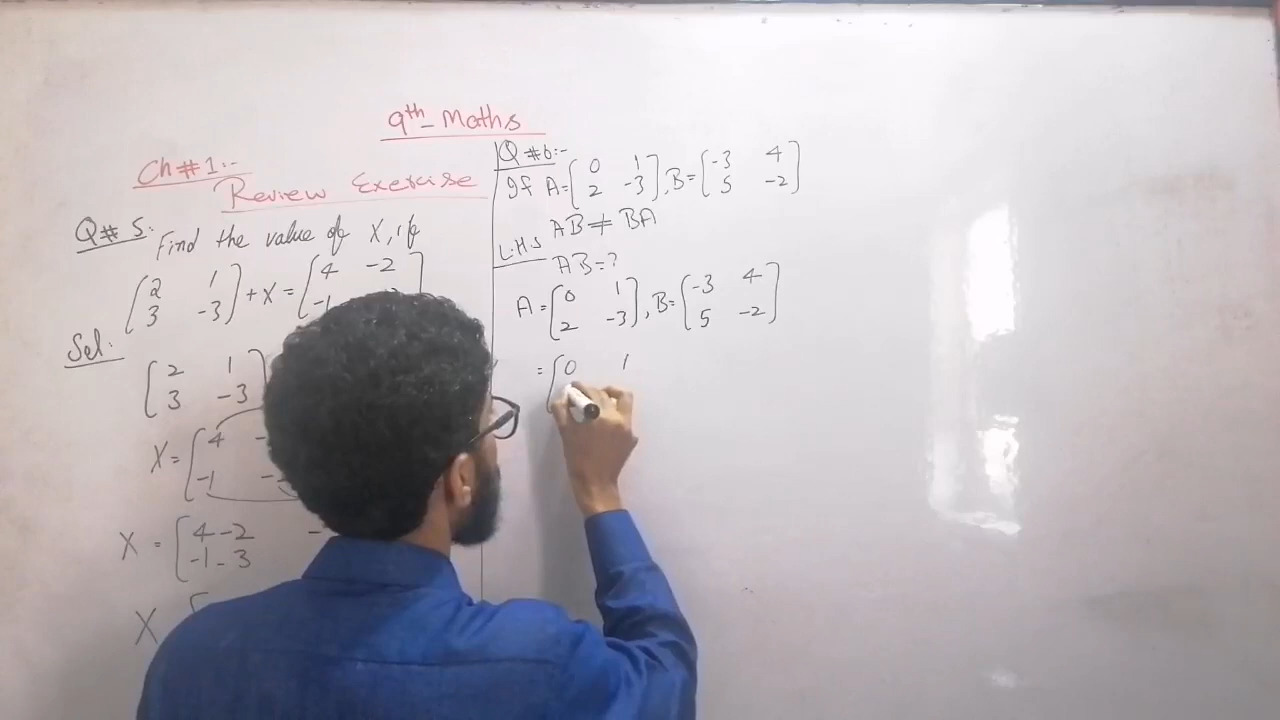 9th - Maths
Ch # 1:-
Review Exercise
Q # 5:
Find the value of X, if
[2 1
3 -3] + X = [4 -2
-1
Sol:
[2 1
3 -3]
X = [4 -
-1 -
X = [4-2 -
-1-3
X [
Q #6:-
If A = [0 1
2 -3], B = [-3 4
5 -2]
AB ≠ BA
L.H.S
AB = ?
A = [0 1
2 -3], B = [-3 4
5 -2]
= [0 1